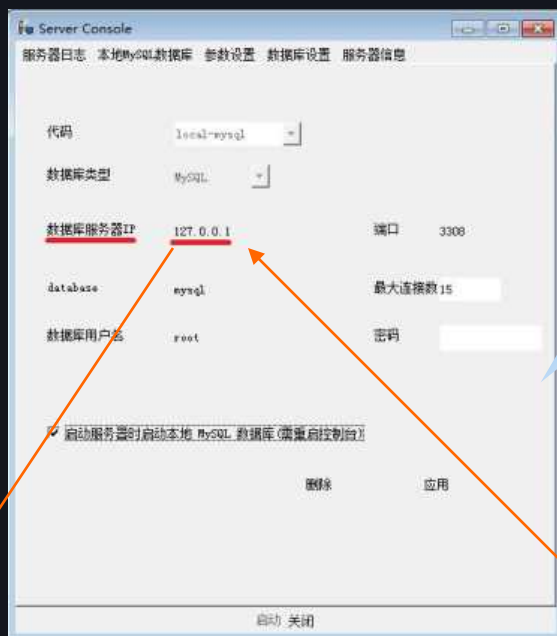 Server Console
服务器日志 本地MySQL数据库 参数设置 数据库设置 服务器信息
代码 local-mysql
数据库类型 MySQL
数据库服务器IP 127.0.0.1 端口 3308
database mysql 最大连接数 15
数据库用户名 root 密码
启动服务器时启动本地 MySQL 数据库(需重启控制台)
删除 应用
启动 关闭